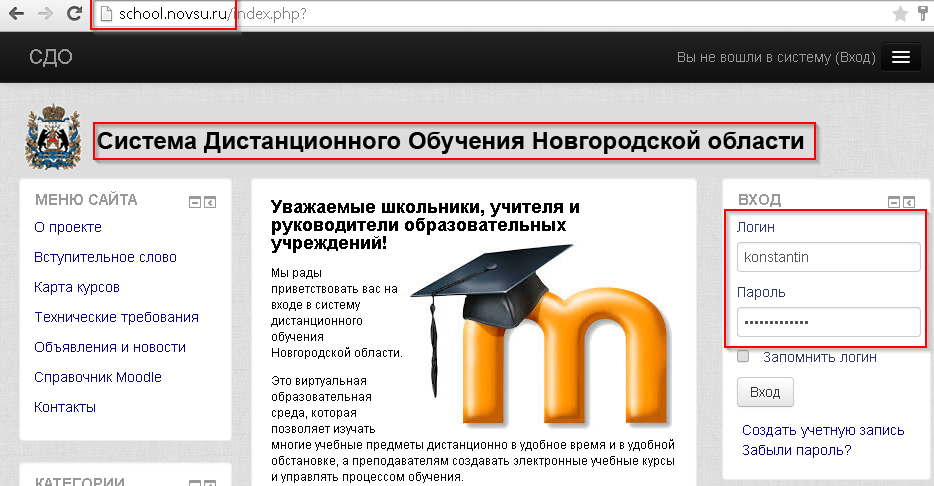 school.novsu.ru/index.php?
СДО
Вы не вошли в систему (Вход)
Система Дистанционного Обучения Новгородской области
МЕНЮ САЙТА
О проекте
Вступительное слово
Карта курсов
Технические требования
Объявления и новости
Справочник Moodle
Контакты
КАТЕГОРИИ
Уважаемые школьники, учителя и
руководители образовательных
учреждений!
Мы рады
приветствовать вас на
входе в систему
дистанционного
обучения
Новгородской области.
Это виртуальная
образовательная
среда, которая
позволяет изучать
многие учебные предметы дистанционно в удобное время и в удобной
обстановке, а преподавателям создавать электронные учебные курсы
и управлять процессом обучения.
m
ВХОД
Логин
konstantin
Пароль
•••••••••••••
Запомнить логин
Вход
Создать учетную запись
Забыли пароль?